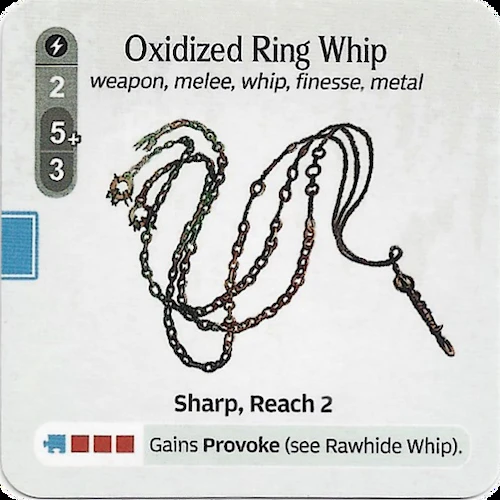 Oxidized Ring Whip
weapon, melee, whip, finesse, metal
2
5+
3
Sharp, Reach 2
Gains Provoke (see Rawhide Whip).